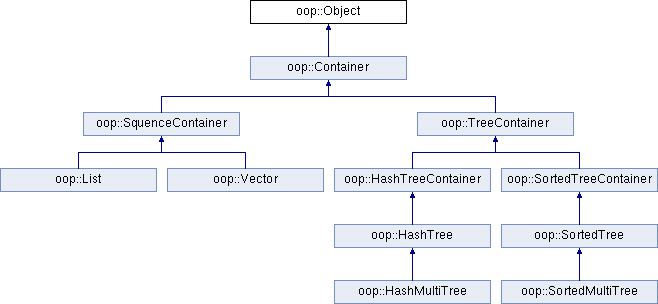 oop::Object
oop::Container
oop::SquenceContainer
oop::TreeContainer
oop::List
oop::Vector
oop::HashTreeContainer
oop::SortedTreeContainer
oop::HashTree
oop::SortedTree
oop::HashMultiTree
oop::SortedMultiTree